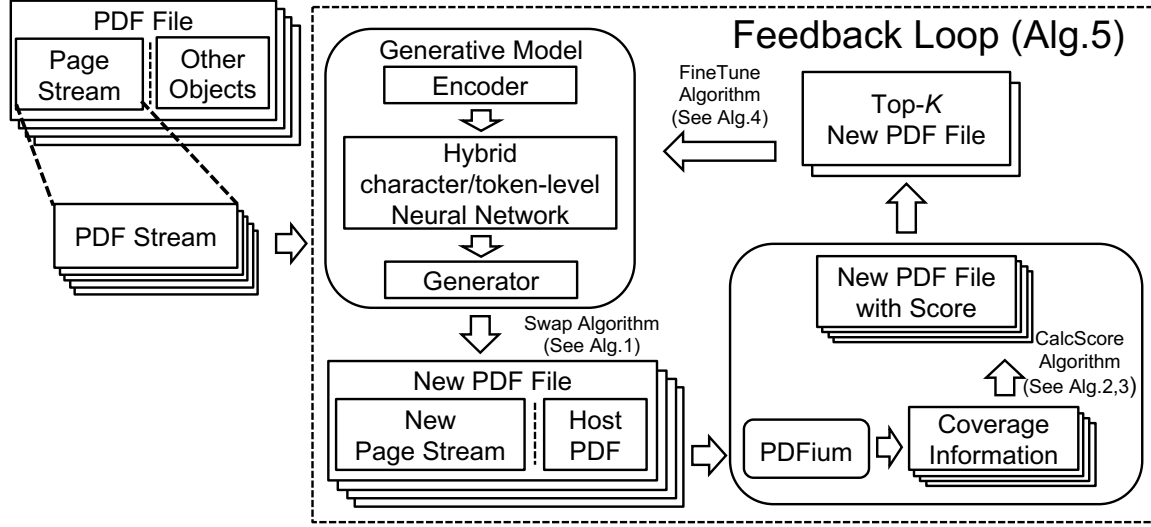 PDF File
Page
Stream
Other
Objects
PDF Stream
Feedback Loop (Alg.5)
Generative Model
Encoder
Hybrid
character/token-level
Neural Network
Generator
FineTune
Algorithm
(See Alg.4)
Top-K
New PDF File
Swap Algorithm
(See Alg.1)
New PDF File
New
Page Stream
Host
PDF
New PDF File
with Score
CalcScore
Algorithm
(See Alg.2,3)
PDFium
Coverage
Information